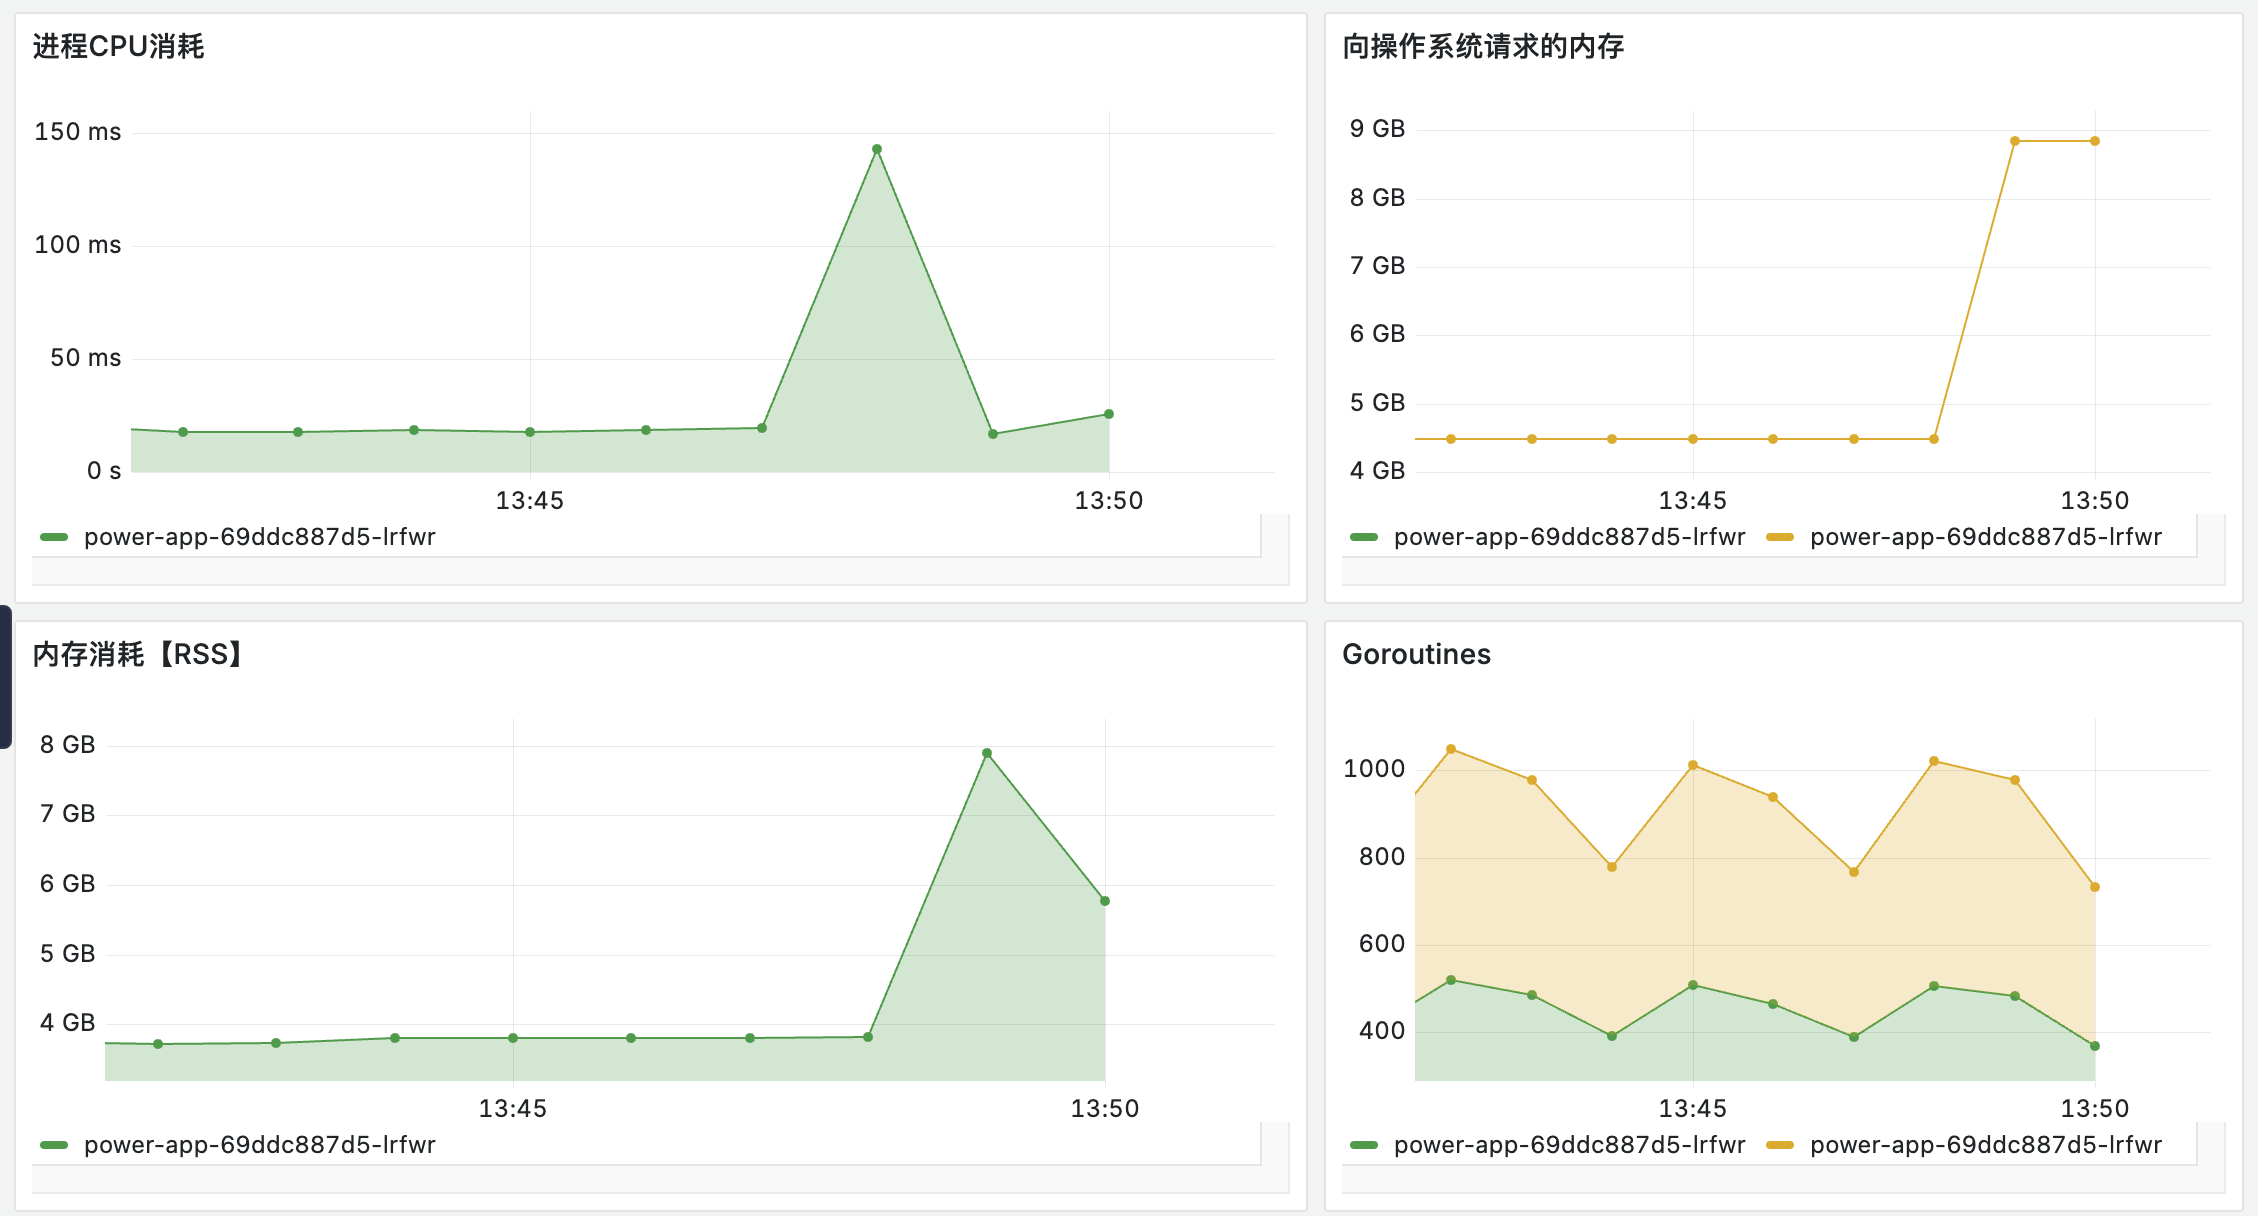 进程CPU消耗
150 ms
100 ms
50 ms
0 s
13:45 13:50
power-app-69ddc887d5-lrfwr
向操作系统请求的内存
9 GB
8 GB
7 GB
6 GB
5 GB
4 GB
13:45 13:50
power-app-69ddc887d5-lrfwr power-app-69ddc887d5-lrfwr
内存消耗【RSS】
8 GB
7 GB
6 GB
5 GB
4 GB
13:45 13:50
power-app-69ddc887d5-lrfwr
Goroutines
1000
800
600
400
13:45 13:50
power-app-69ddc887d5-lrfwr power-app-69ddc887d5-lrfwr